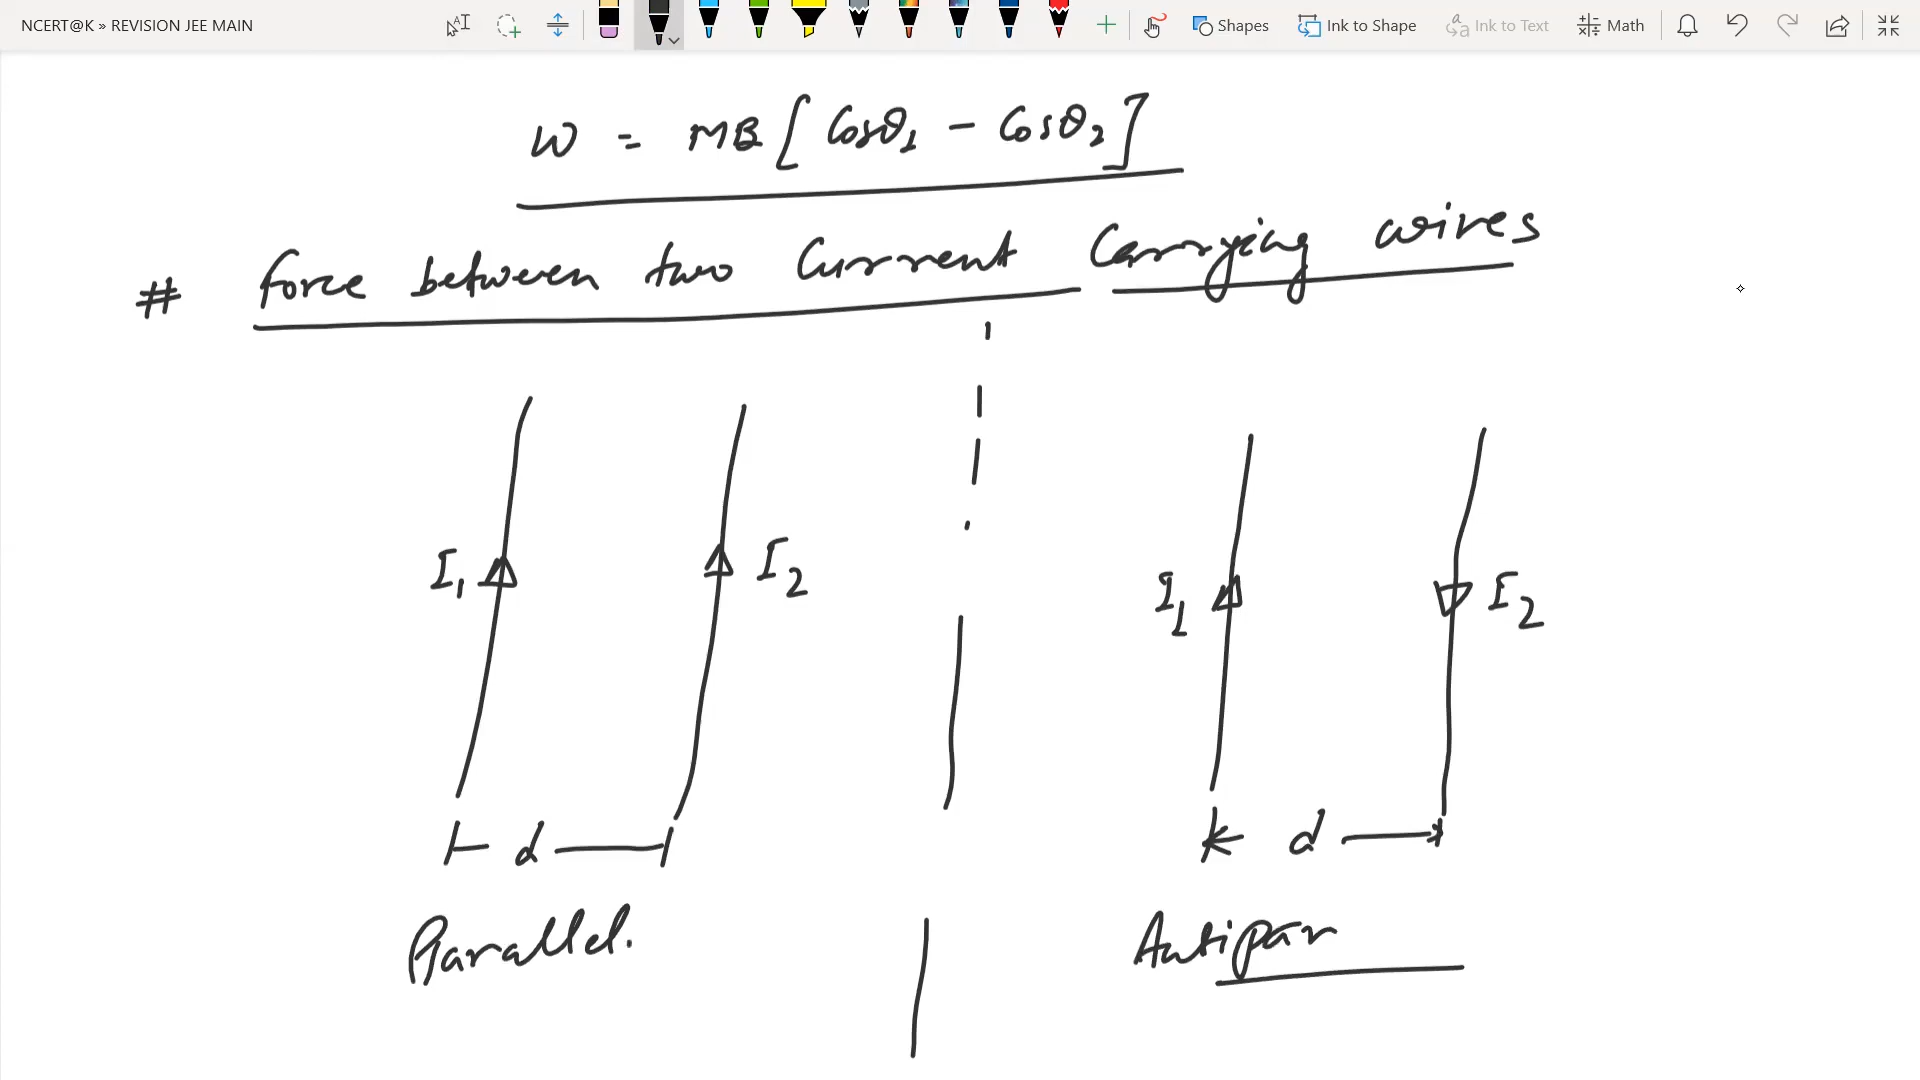 NCERT@K » REVISION JEE MAIN
Shapes
Ink to Shape
Ink to Text
Math
W = MB [ Cosθ1 - Cosθ2 ]
# force between two Current Carrying wires
I1 I2 I1 I2
d d
Parallel. Antipar